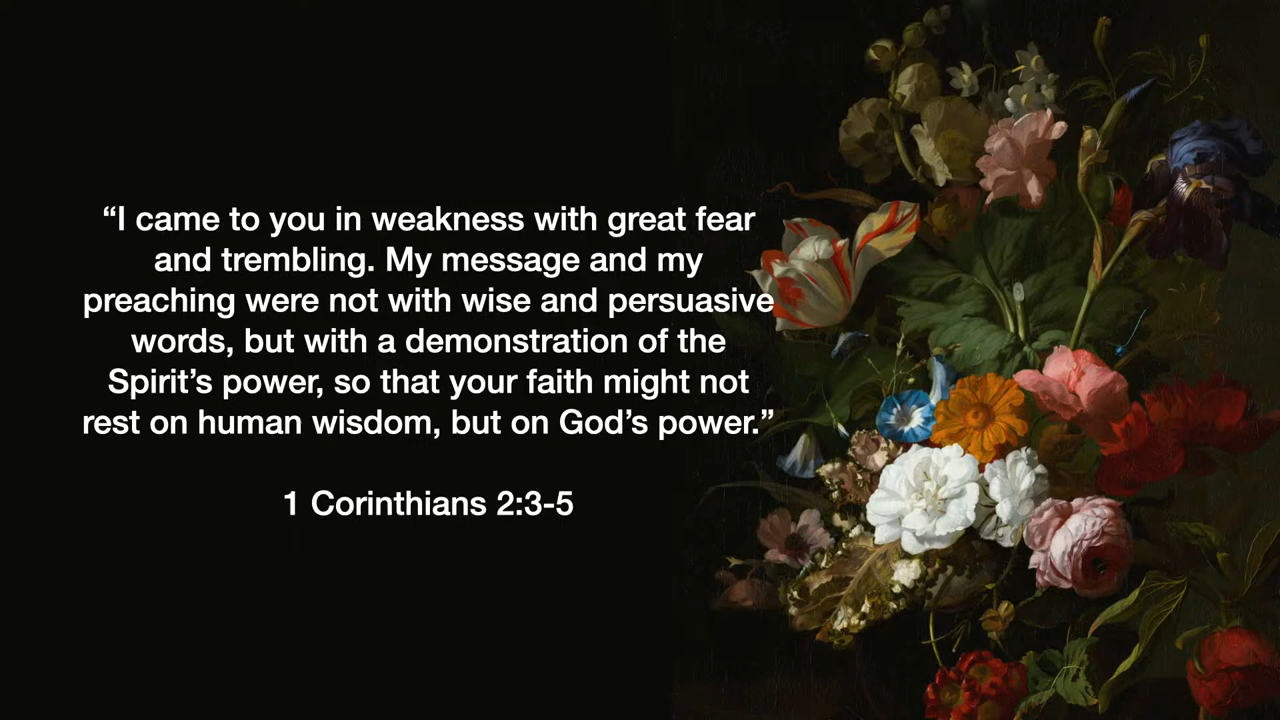 “I came to you in weakness with great fear
and trembling. My message and my
preaching were not with wise and persuasive
words, but with a demonstration of the
Spirit’s power, so that your faith might not
rest on human wisdom, but on God’s power.”
1 Corinthians 2:3-5